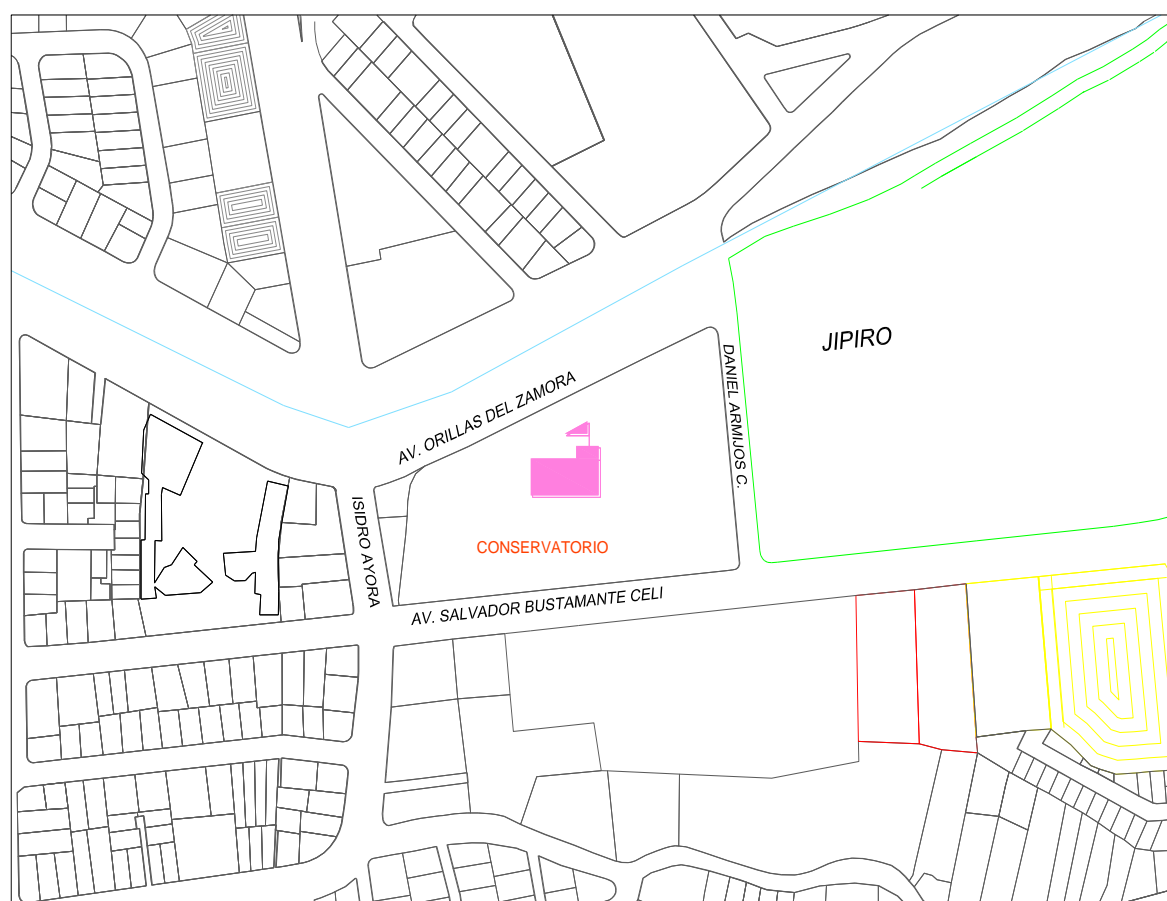 JIPIRO
DANIEL ARMIJOS C.
AV. ORILLAS DEL ZAMORA
ISIDRO AYORA
CONSERVATORIO
AV. SALVADOR BUSTAMANTE CELI